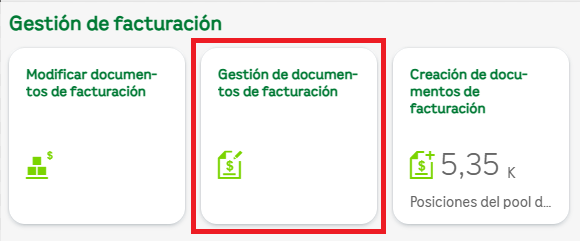 Gestión de facturación
Modificar documen-
tos de facturación
Gestión de documen-
tos de facturación
Creación de docu-
mentos de
facturación
$
$
$
5,35 K
Posiciones del pool d...